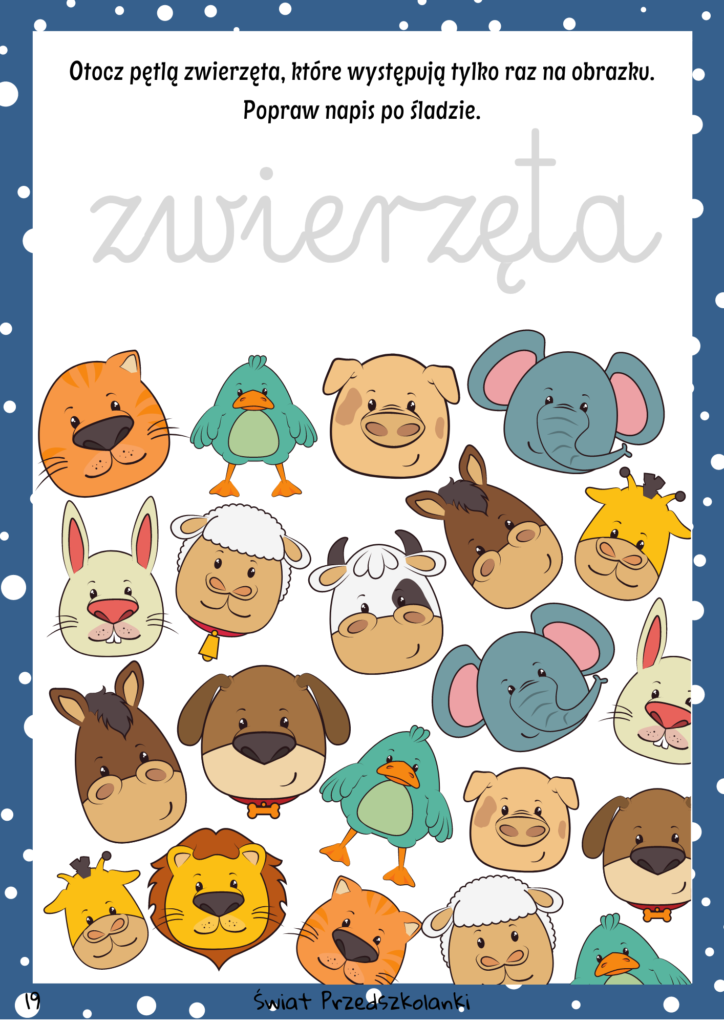 Otocz pętlą zwierzęta, które występują tylko raz na obrazku.
Popraw napis po śladzie.
zwierzęta
19
Świat Przedszkolanki